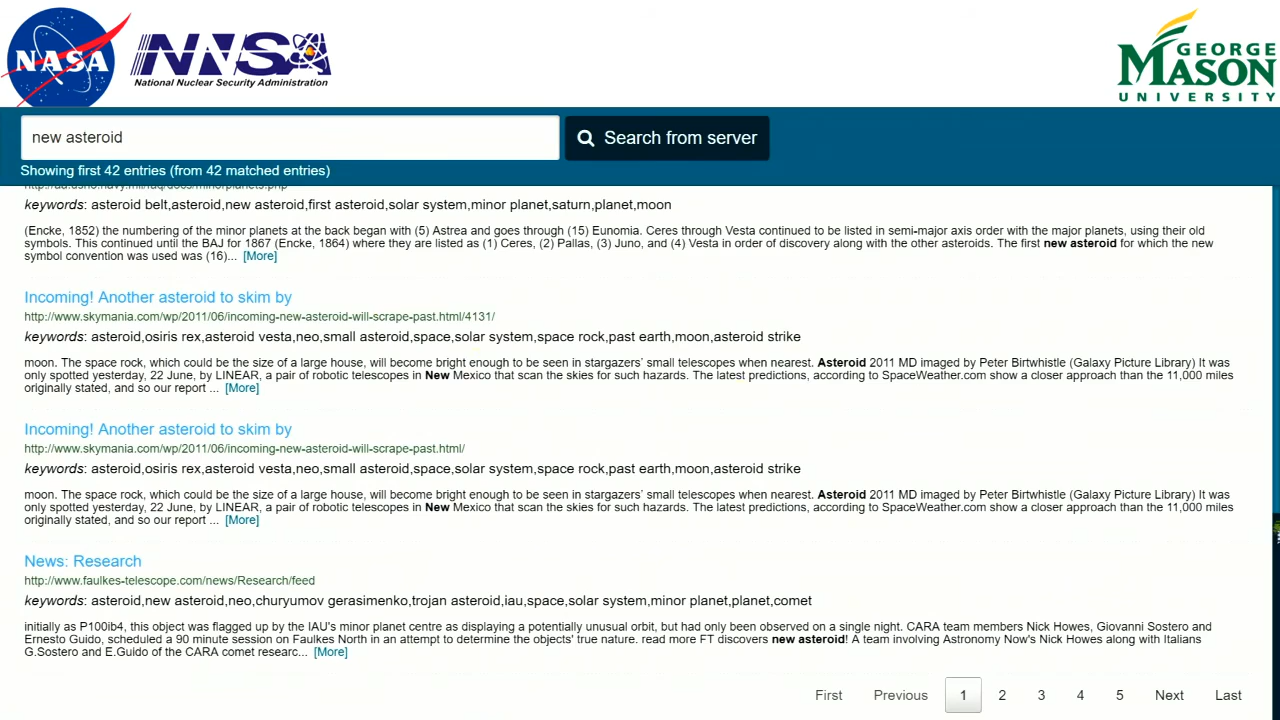 NASA
NNSA
National Nuclear Security Administration
GEORGE
MASON
UNIVERSITY
new asteroid
Search from server
Showing first 42 entries (from 42 matched entries)
http://aa.usno.navy.mil/faq/docs/minorplanets.php
keywords: asteroid belt,asteroid,new asteroid,first asteroid,solar system,minor planet,saturn,planet,moon
(Encke, 1852) the numbering of the minor planets at the back began with (5) Astrea and goes through (15) Eunomia. Ceres through Vesta continued to be listed in semi-major axis order with the major planets, using their old
symbols. This continued until the BAJ for 1867 (Encke, 1864) where they are listed as (1) Ceres, (2) Pallas, (3) Juno, and (4) Vesta in order of discovery along with the other asteroids. The first new asteroid for which the new
symbol convention was used was (16)... [More]
Incoming! Another asteroid to skim by
http://www.skymania.com/wp/2011/06/incoming-new-asteroid-will-scrape-past.html/4131/
keywords: asteroid,osiris rex,asteroid vesta,neo,small asteroid,space,solar system,space rock,past earth,moon,asteroid strike
moon. The space rock, which could be the size of a large house, will become bright enough to be seen in stargazers’ small telescopes when nearest. Asteroid 2011 MD imaged by Peter Birtwhistle (Galaxy Picture Library) It was
only spotted yesterday, 22 June, by LINEAR, a pair of robotic telescopes in New Mexico that scan the skies for such hazards. The latest predictions, according to SpaceWeather.com show a closer approach than the 11,000 miles
originally stated, and so our report ... [More]
Incoming! Another asteroid to skim by
http://www.skymania.com/wp/2011/06/incoming-new-asteroid-will-scrape-past.html/
keywords: asteroid,osiris rex,asteroid vesta,neo,small asteroid,space,solar system,space rock,past earth,moon,asteroid strike
moon. The space rock, which could be the size of a large house, will become bright enough to be seen in stargazers’ small telescopes when nearest. Asteroid 2011 MD imaged by Peter Birtwhistle (Galaxy Picture Library) It was
only spotted yesterday, 22 June, by LINEAR, a pair of robotic telescopes in New Mexico that scan the skies for such hazards. The latest predictions, according to SpaceWeather.com show a closer approach than the 11,000 miles
originally stated, and so our report ... [More]
News: Research
http://www.faulkes-telescope.com/news/Research/feed
keywords: asteroid,new asteroid,neo,churyumov gerasimenko,trojan asteroid,iau,space,solar system,minor planet,planet,comet
initially as P100ib4, this object was flagged up by the IAU's minor planet centre as displaying a potentially unusual orbit, but had only been observed on a single night. CARA team members Nick Howes, Giovanni Sostero and
Ernesto Guido, scheduled a 90 minute session on Faulkes North in an attempt to determine the objects' true nature. read more FT discovers new asteroid! A team involving Astronomy Now's Nick Howes along with Italians
G.Sostero and E.Guido of the CARA comet researc... [More]
First Previous 1 2 3 4 5 Next Last